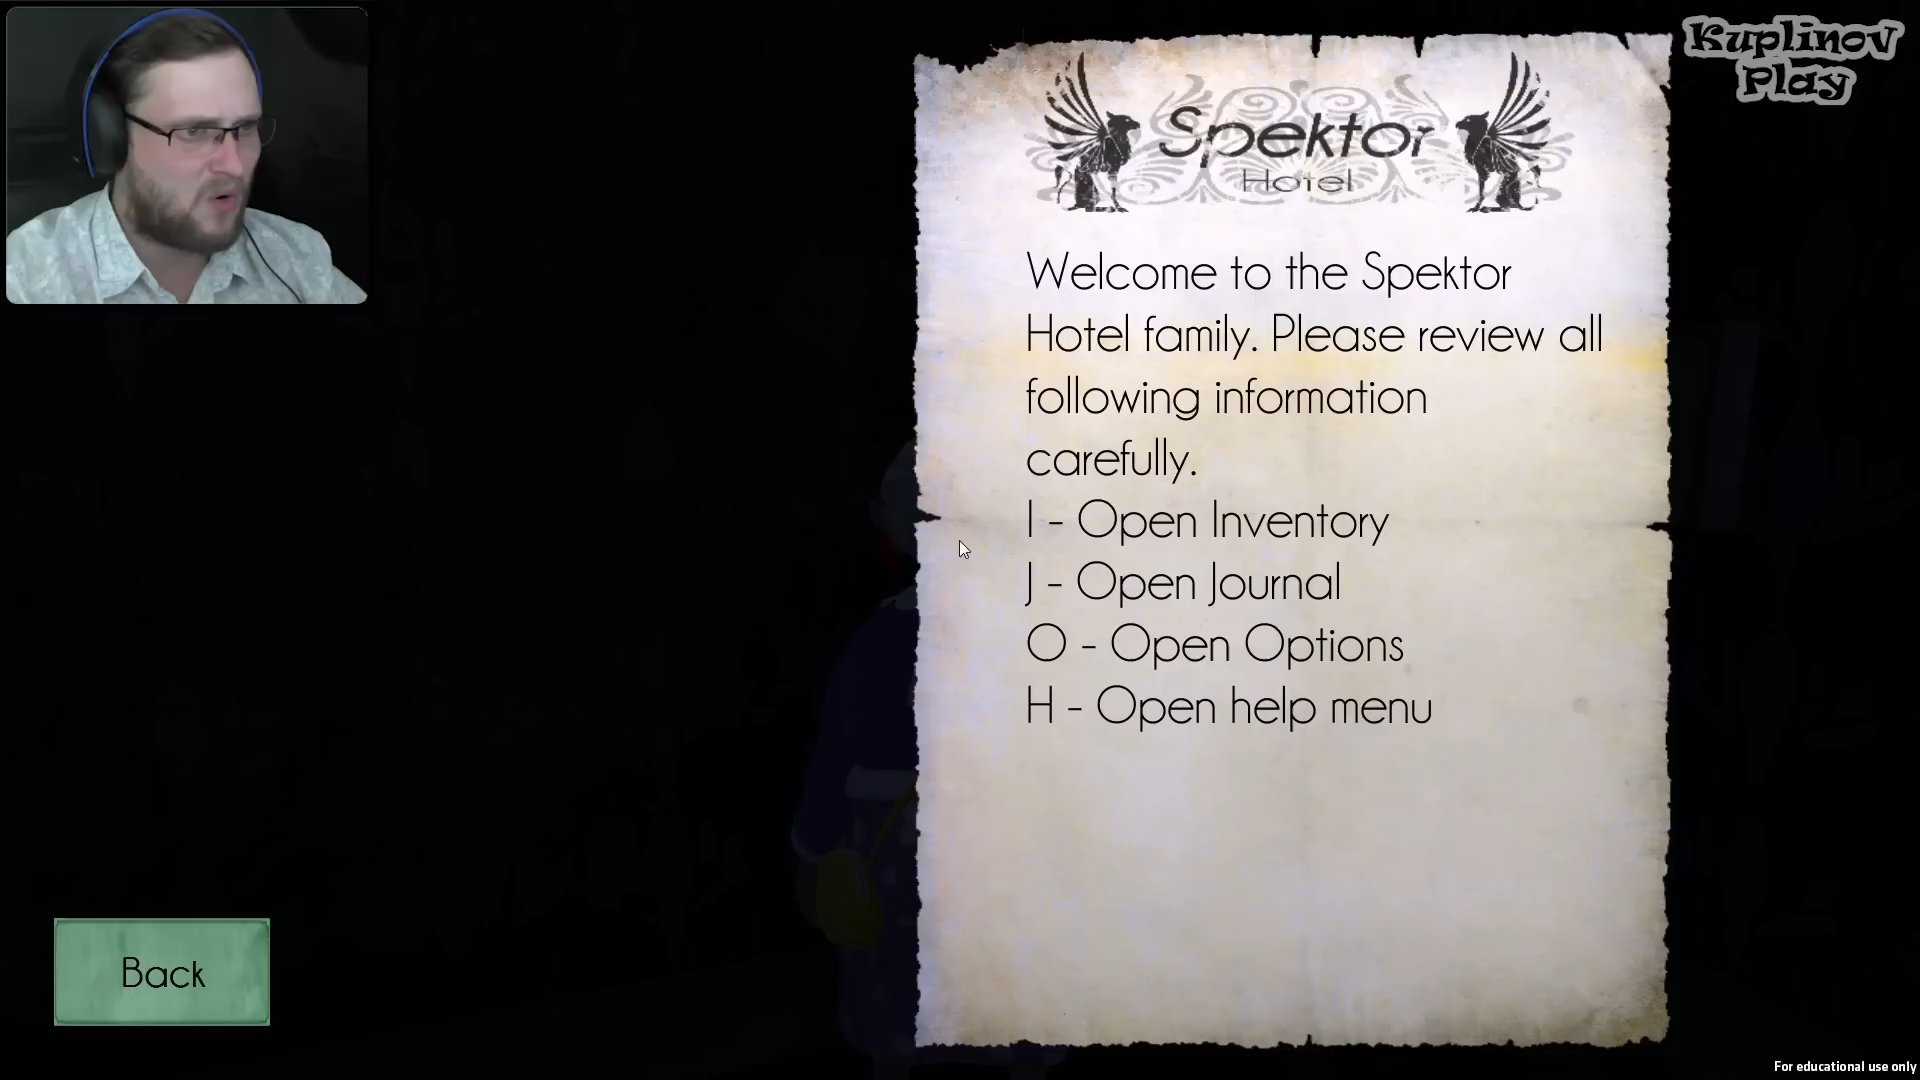 Kuplinov
Play
Spektor
Hotel
Welcome to the Spektor
Hotel family. Please review all
following information
carefully.
I - Open Inventory
J - Open Journal
O - Open Options
H - Open help menu
Back
For educational use only